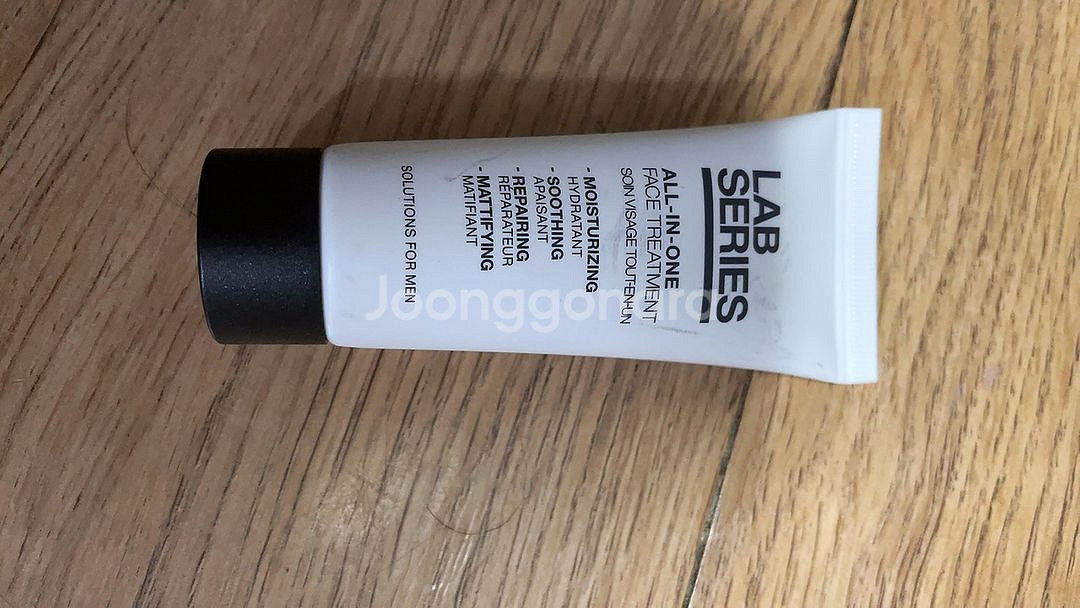 LAB
SERIES
ALL-IN-ONE
FACE TREATMENT
SOIN VISAGE TOUT-EN-UN
- MOISTURIZING
HYDRATANT
- SOOTHING
APAISANT
- REPAIRING
RÉPARATEUR
- MATTIFYING
MATIFIANT
SOLUTIONS FOR MEN
Joonggonara